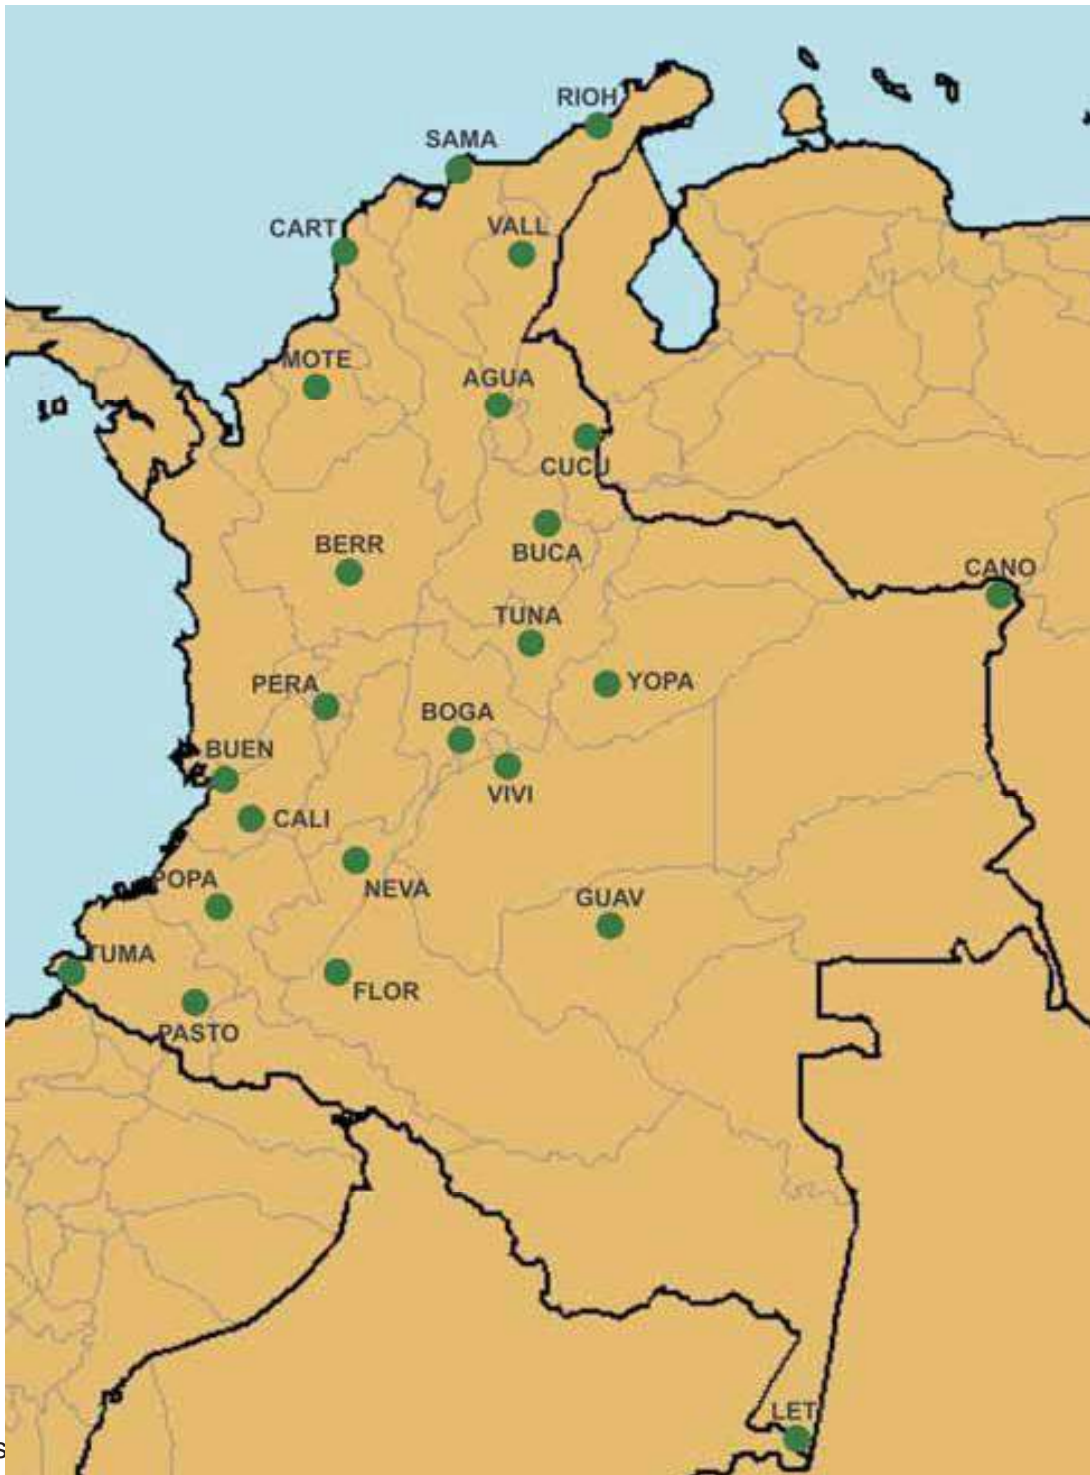 RIOH
SAMA
CART
VALL
MOTE
AGUA
CUCU
BERR
BUCA
CANO
TUNA
PERA
YOPA
BOGA
BUEN
VIVI
CALI
POPA
NEVA
GUAV
TUMA
FLOR
PASTO
LET
s